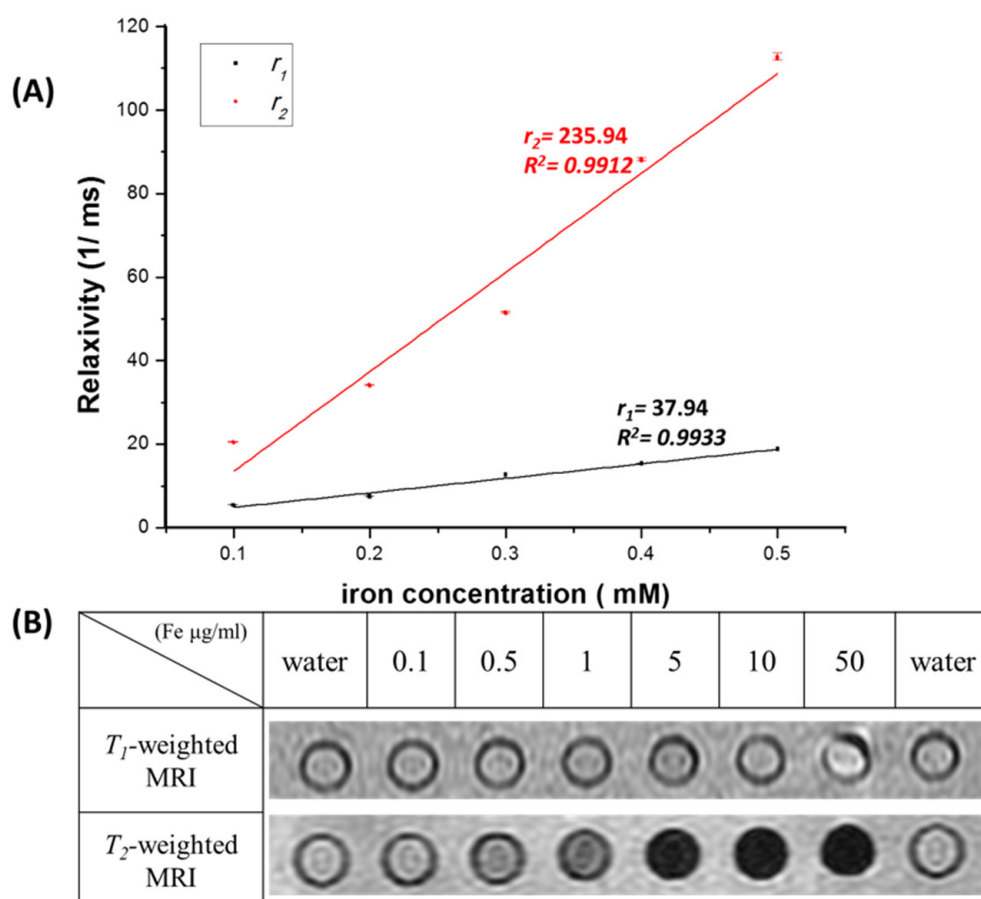 (A)
120
100
80
60
40
20
0
Relaxivity (1/ ms)
r₁
r₂
r₂= 235.94
R²= 0.9912
r₁= 37.94
R²= 0.9933
0.1 0.2 0.3 0.4 0.5
iron concentration ( mM)
(B)
(Fe µg/ml)
water 0.1 0.5 1 5 10 50 water
T₁-weighted
MRI
T₂-weighted
MRI